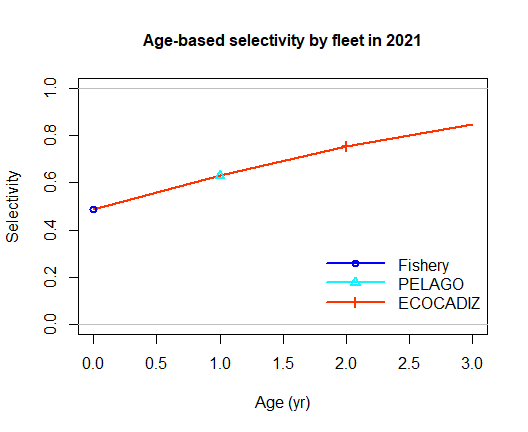 Age-based selectivity by fleet in 2021
Selectivity
1.0
0.8
0.6
0.4
0.2
0.0
Fishery
PELAGO
ECOCADIZ
0.0 0.5 1.0 1.5 2.0 2.5 3.0
Age (yr)